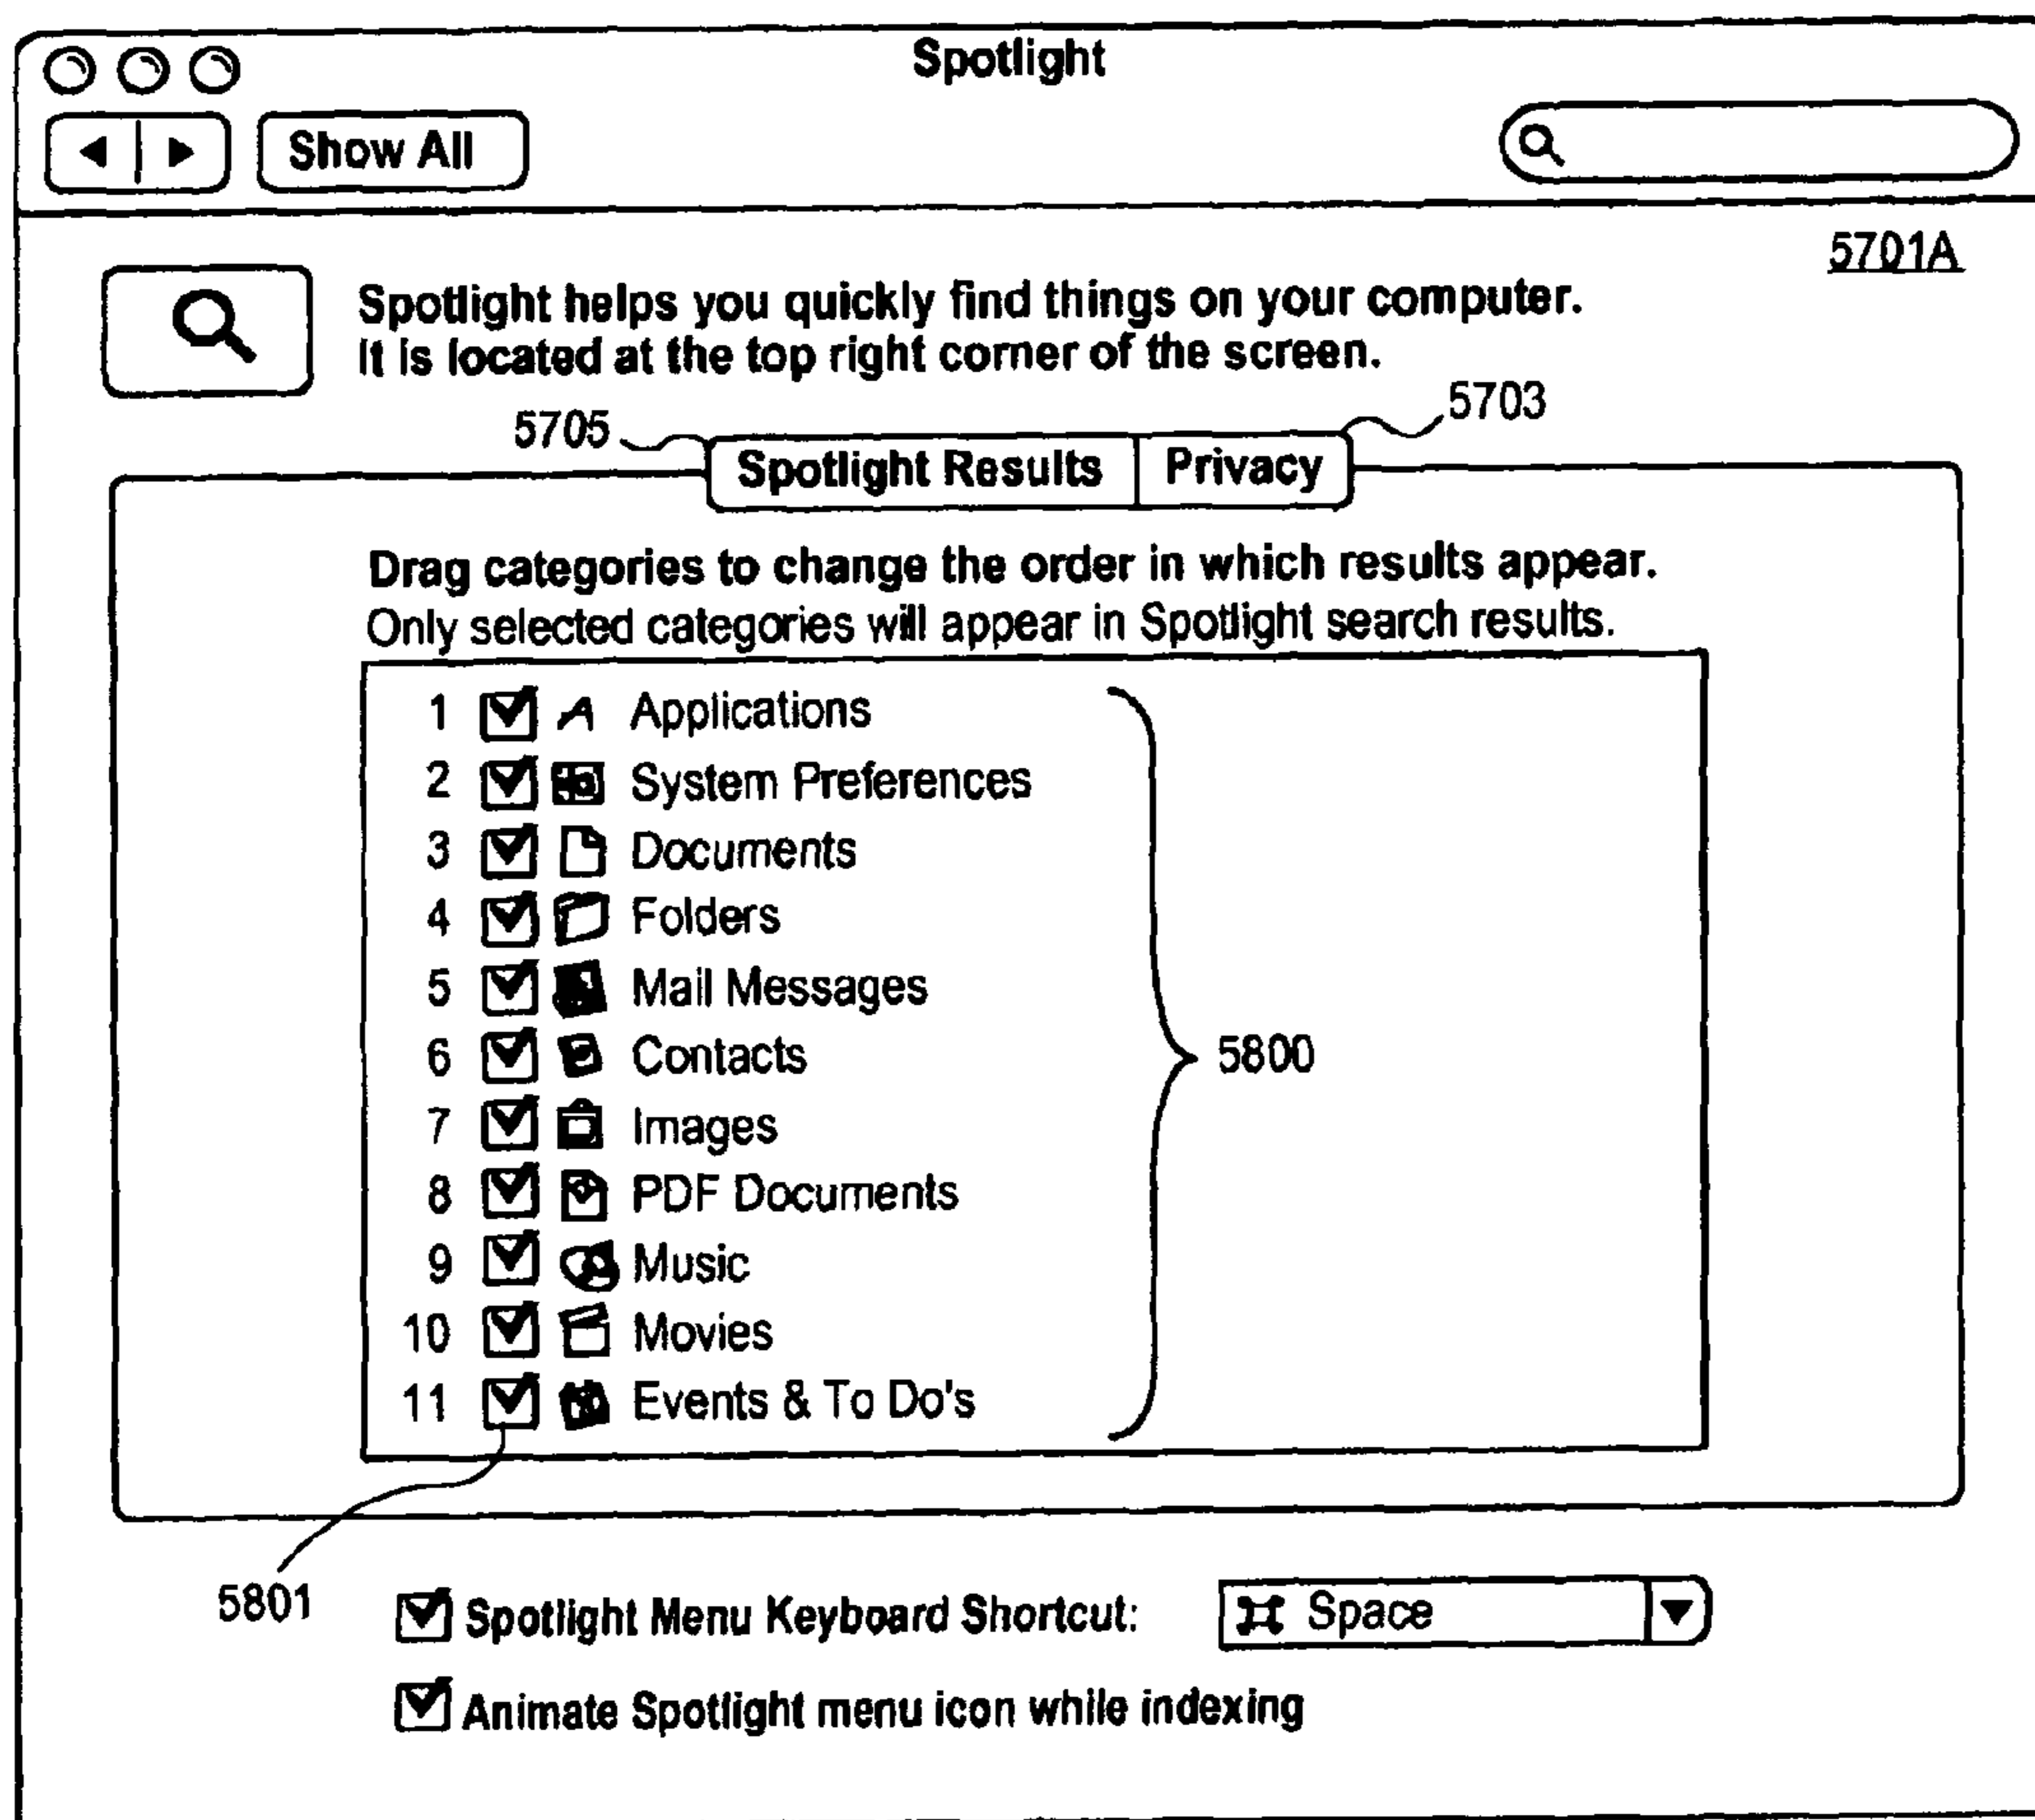 Spotlight
Show All
5701A
Spotlight helps you quickly find things on your computer.
It is located at the top right corner of the screen.
5705
5703
Spotlight Results
Privacy
Drag categories to change the order in which results appear.
Only selected categories will appear in Spotlight search results.
1 Applications
2 System Preferences
3 Documents
4 Folders
5 Mail Messages
6 Contacts
7 Images
8 PDF Documents
9 Music
10 Movies
11 Events & To Do's
5800
5801
Spotlight Menu Keyboard Shortcut:
⌘ Space
Animate Spotlight menu icon while indexing